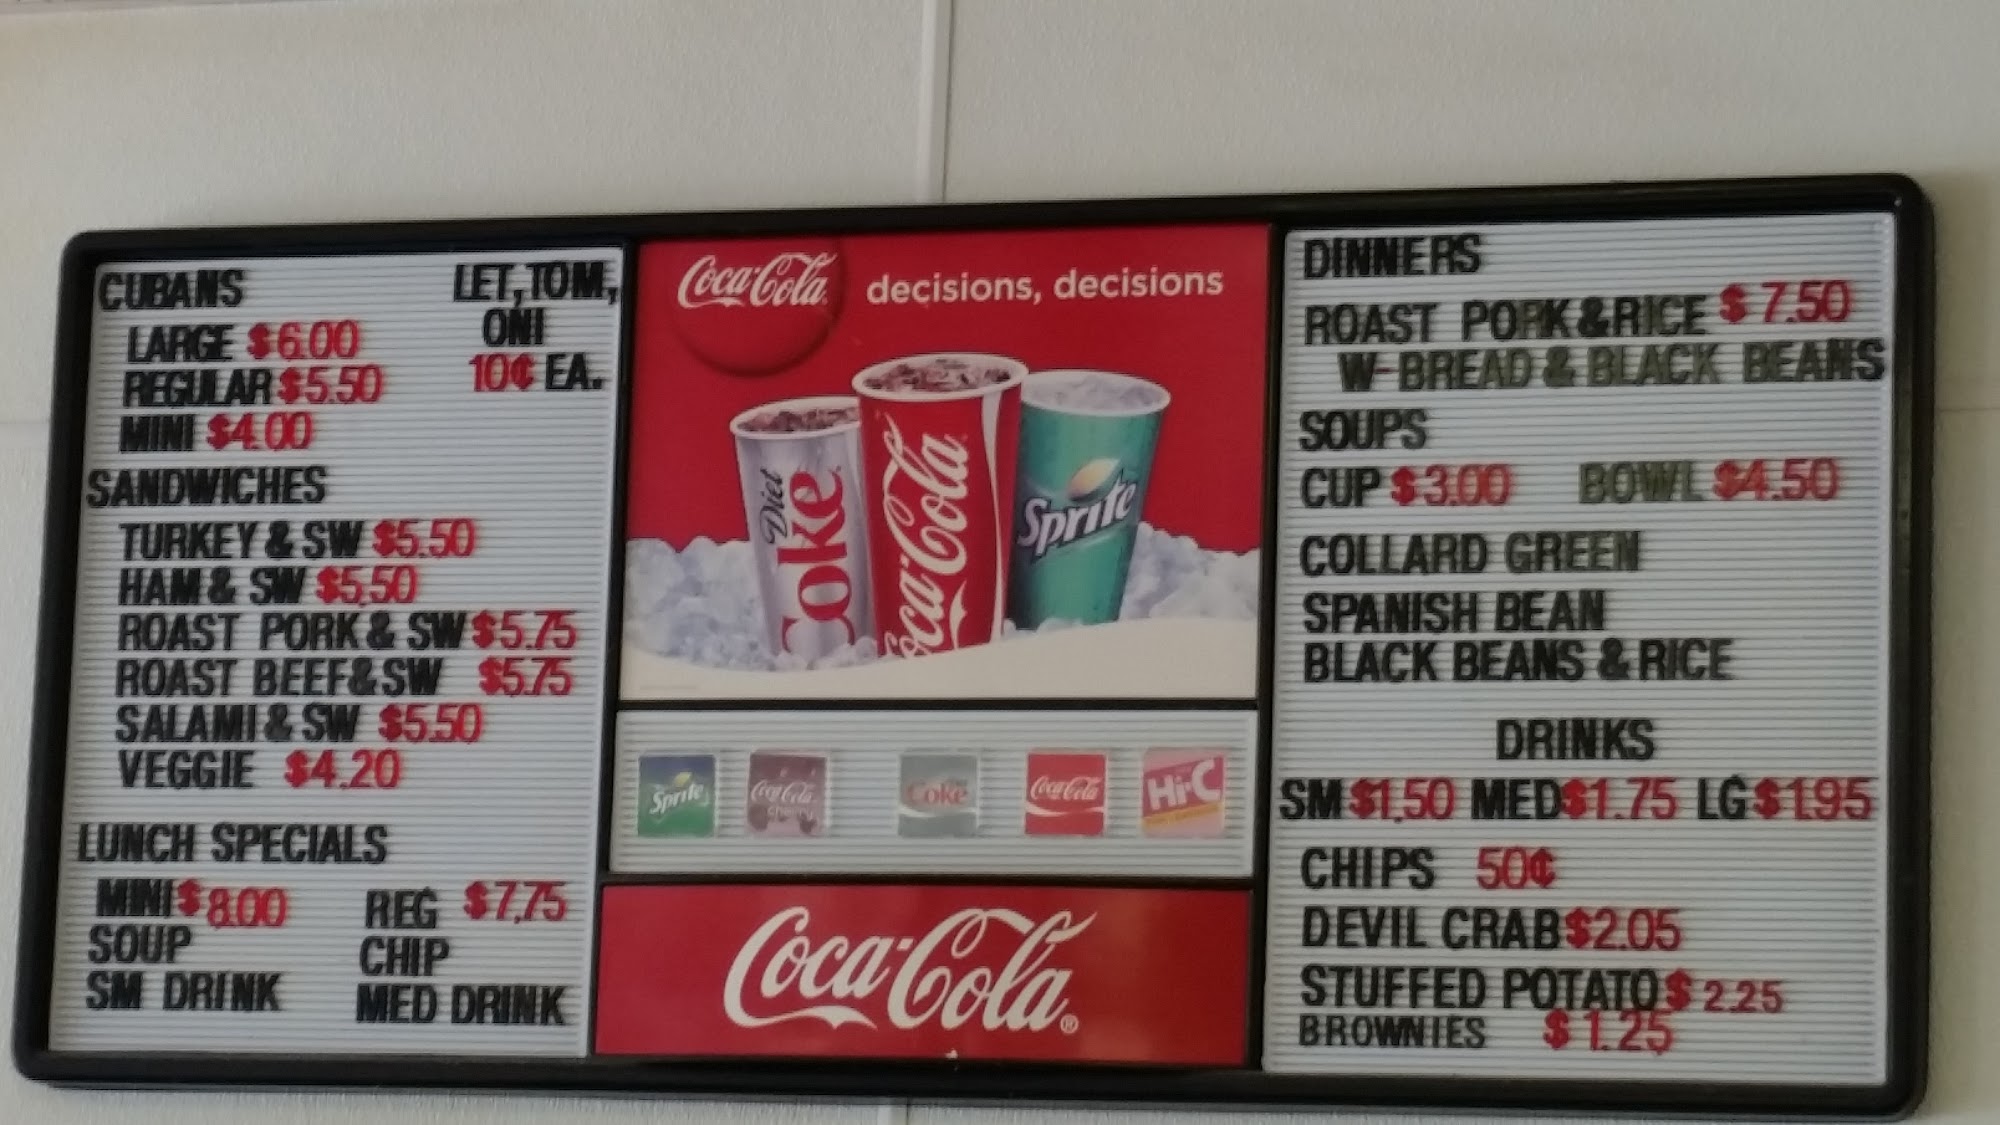 CUBANS
LET,TOM,
LARGE $6.00
ONI
REGULAR $5.50
10¢ EA.
MINI $4.00
SANDWICHES
TURKEY & SW $5.50
HAM & SW $5.50
ROAST PORK & SW $5.75
ROAST BEEF & SW $5.75
SALAMI & SW $5.50
VEGGIE $4.20
LUNCH SPECIALS
MINI $8.00
SOUP
SM DRINK
REG $7.75
CHIP
MED DRINK
Coca-Cola decisions, decisions
Diet Coke
Coca-Cola
Sprite
Sprite
Coca-Cola cherry
Coke
Coca-Cola
Hi-C
Coca-Cola®
DINNERS
ROAST PORK & RICE $7.50
W-BREAD & BLACK BEANS
SOUPS
CUP $3.00 BOWL $4.50
COLLARD GREEN
SPANISH BEAN
BLACK BEANS & RICE
DRINKS
SM $1.50 MED $1.75 LG $1.95
CHIPS 50¢
DEVIL CRAB $2.05
STUFFED POTATO $2.25
BROWNIES $1.25